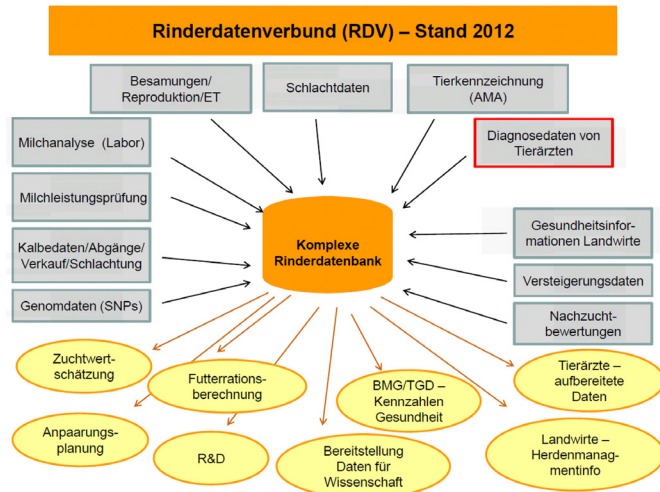 Rinderdatenverbund (RDV) – Stand 2012
Besamungen/
Reproduktion/ET
Schlachtdaten
Tierkennzeichnung
(AMA)
Milchanalyse (Labor)
Diagnosedaten von
Tierärzten
Milchleistungsprüfung
Komplexe
Rinderdatenbank
Gesundheitsinfor-
mationen Landwirte
Kalbedaten/Abgänge/
Verkauf/Schlachtung
Versteigerungsdaten
Genomdaten (SNPs)
Nachzucht-
bewertungen
Zuchtwert-
schätzung
Futterrations-
berechnung
BMG/TGD –
Kennzahlen
Gesundheit
Tierärzte –
aufbereitete
Daten
Anpaarungs-
planung
R&D
Bereitstellung
Daten für
Wissenschaft
Landwirte –
Herdenmanag-
mentinfo